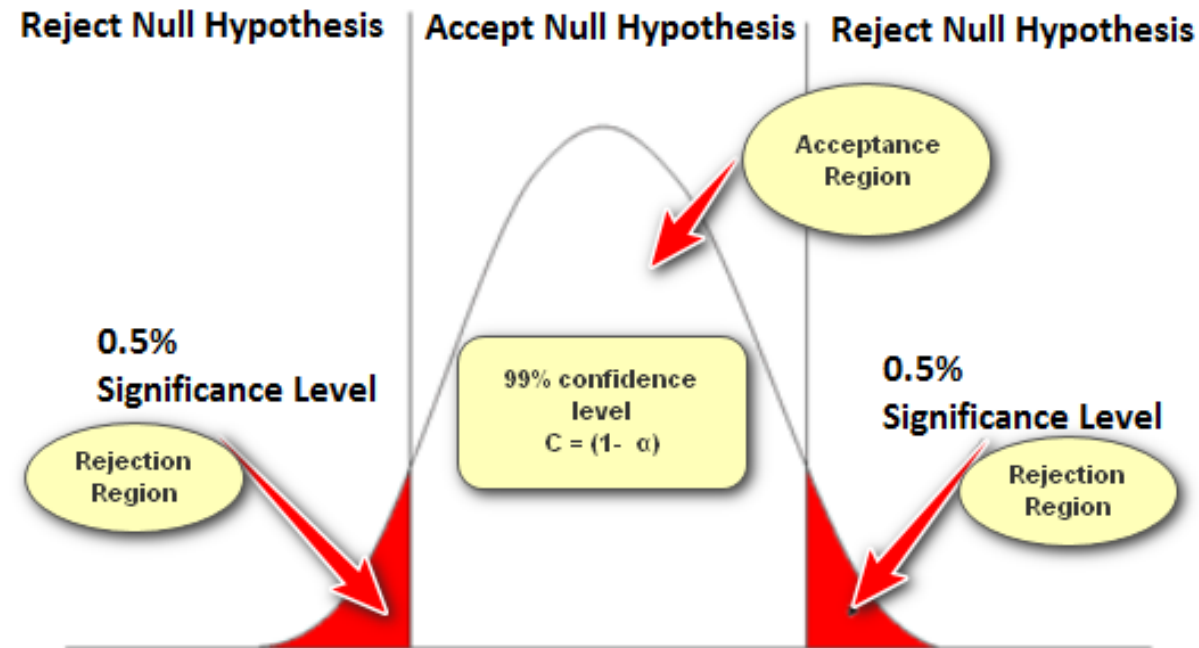 Reject Null Hypothesis
Accept Null Hypothesis
Reject Null Hypothesis
Acceptance
Region
0.5%
Significance Level
99% confidence
level
C = (1- α)
0.5%
Significance Level
Rejection
Region
Rejection
Region